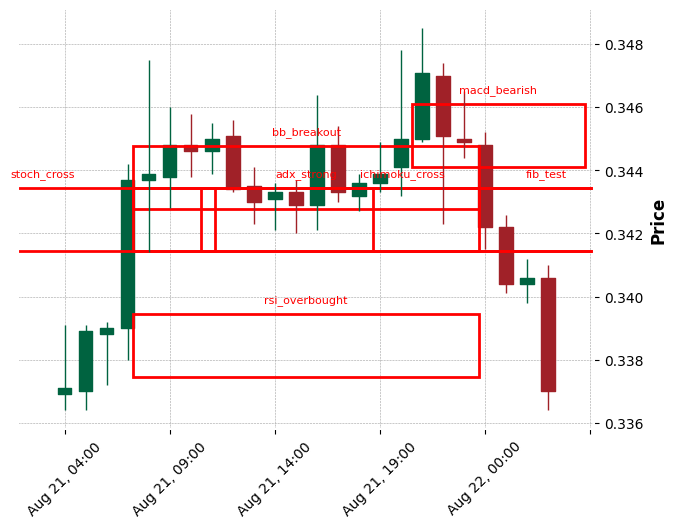 0.348
macd_bearish
0.346
bb_breakout
stoch_cross
adx_strong
ichimoku_cross
fib_test
0.344
Price
0.342
0.340
rsi_overbought
0.338
0.336
Aug 21, 04:00
Aug 21, 09:00
Aug 21, 14:00
Aug 21, 19:00
Aug 22, 00:00